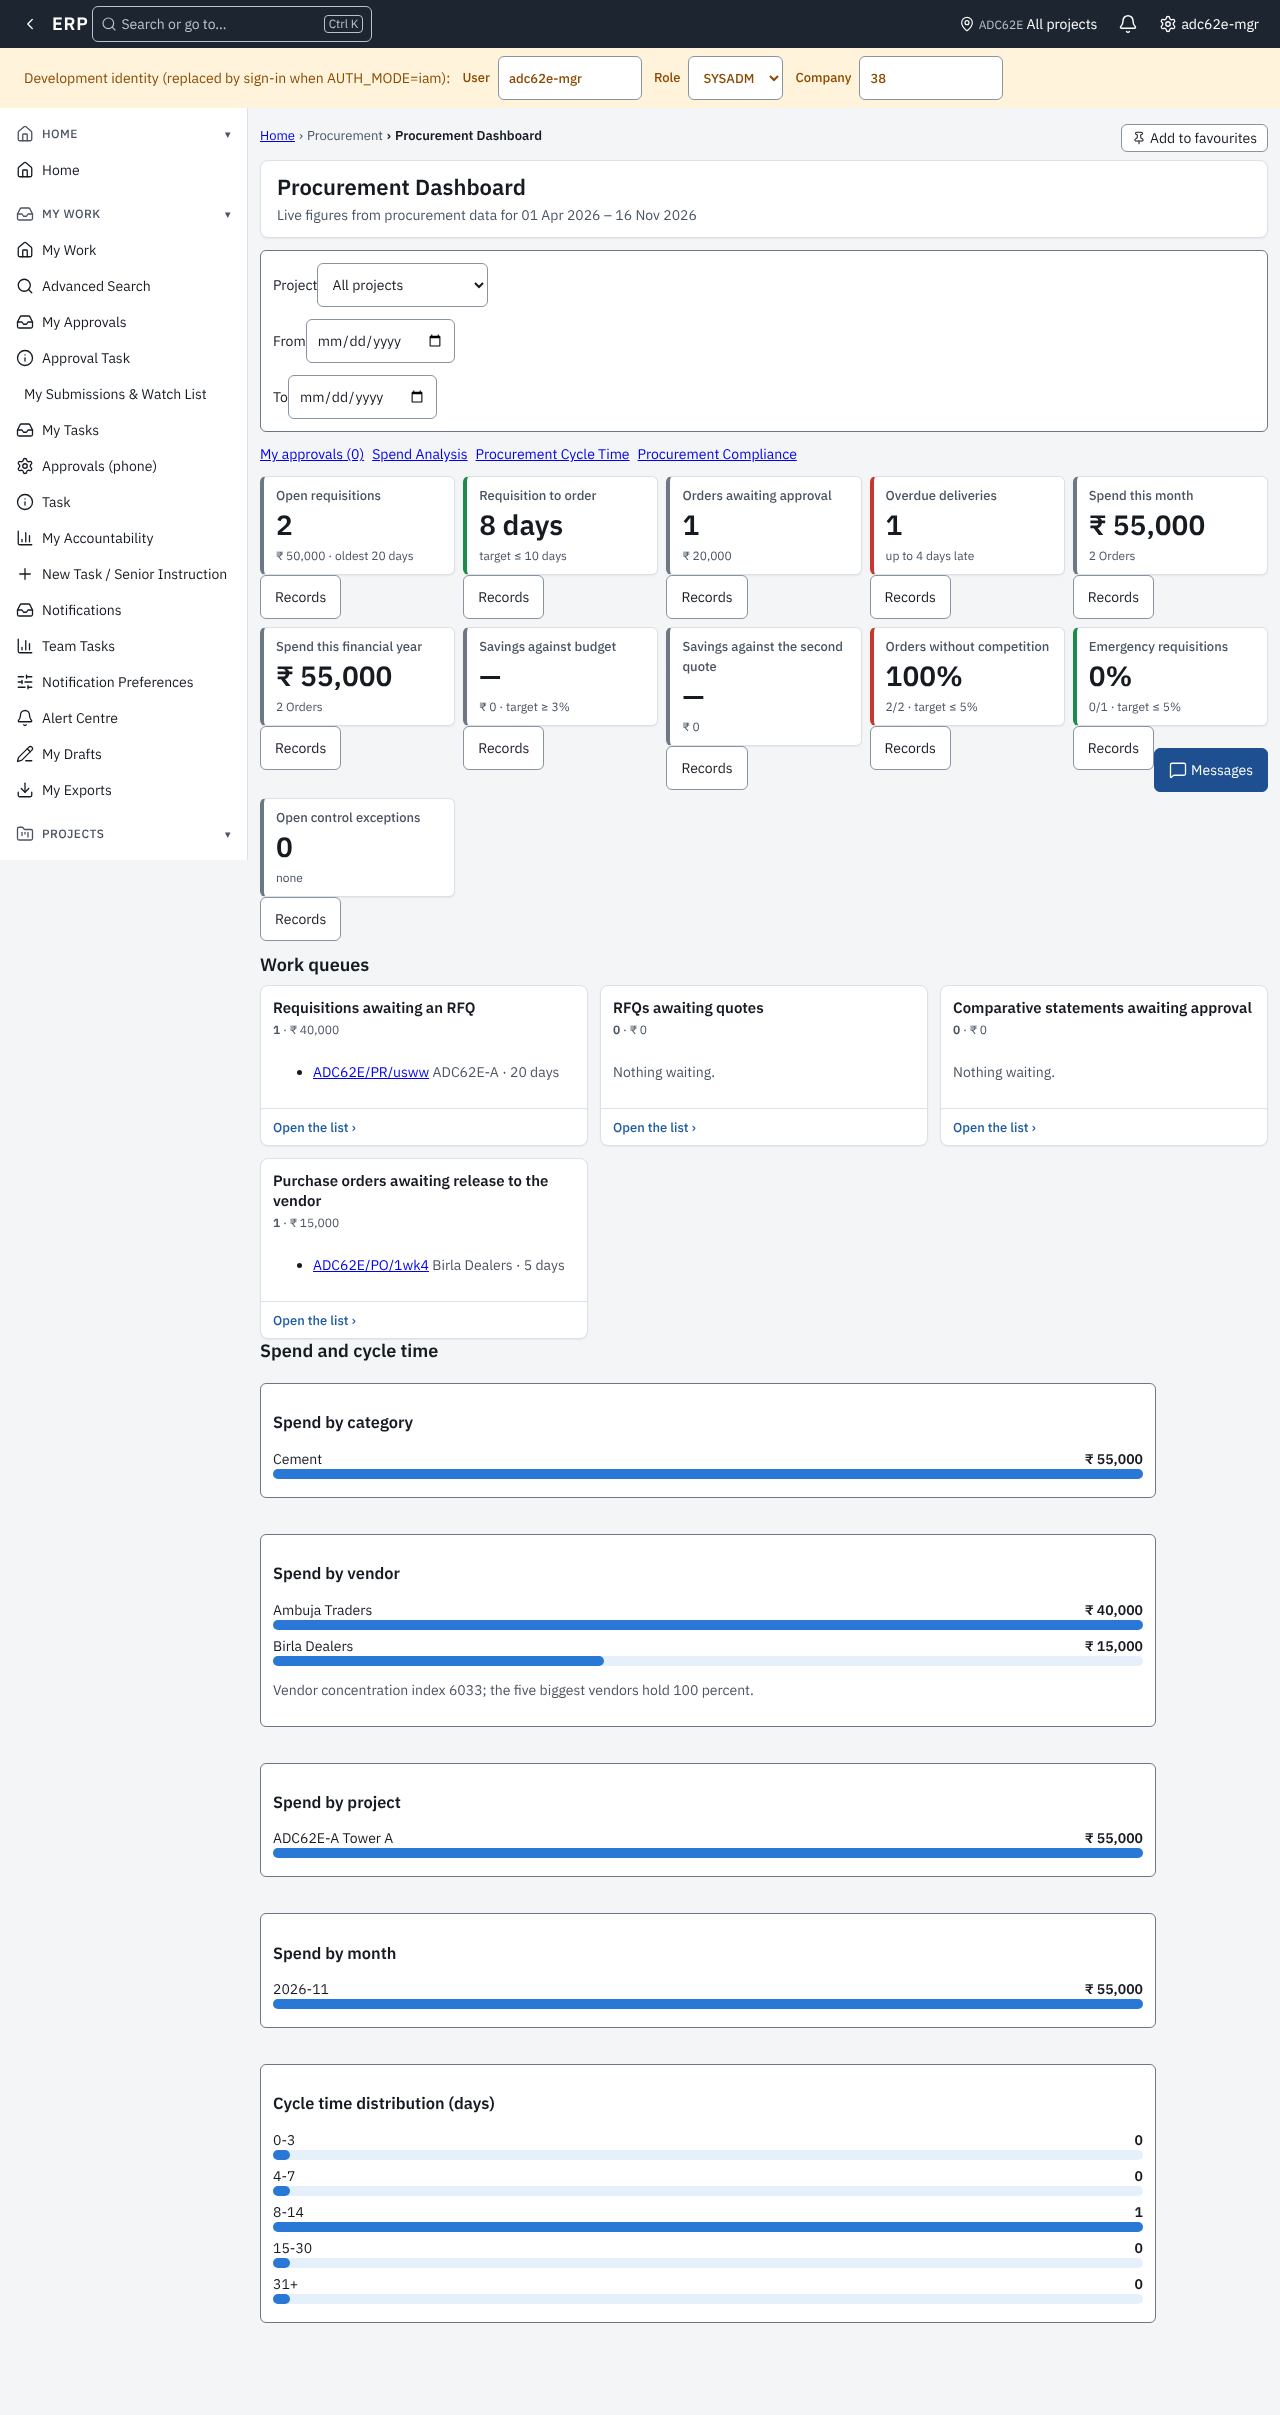 ERP
Search or go to...
Ctrl K
ADC62E All projects
adc62e-mgr
Development identity (replaced by sign-in when AUTH_MODE=iam):
User
adc62e-mgr
Role
SYSADM
Company
38
HOME
Home
MY WORK
My Work
Advanced Search
My Approvals
Approval Task
My Submissions & Watch List
My Tasks
Approvals (phone)
Task
My Accountability
New Task / Senior Instruction
Notifications
Team Tasks
Notification Preferences
Alert Centre
My Drafts
My Exports
PROJECTS
Home › Procurement › Procurement Dashboard
Add to favourites
Procurement Dashboard
Live figures from procurement data for 01 Apr 2026 – 16 Nov 2026
Project
All projects
From
mm/dd/yyyy
To
mm/dd/yyyy
My approvals (0) Spend Analysis Procurement Cycle Time Procurement Compliance
Open requisitions
2
₹ 50,000 · oldest 20 days
Records
Requisition to order
8 days
target ≤ 10 days
Records
Orders awaiting approval
1
₹ 20,000
Records
Overdue deliveries
1
up to 4 days late
Records
Spend this month
₹ 55,000
2 Orders
Records
Spend this financial year
₹ 55,000
2 Orders
Records
Savings against budget
—
₹ 0 · target ≥ 3%
Records
Savings against the second
quote
—
₹ 0
Records
Orders without competition
100%
2/2 · target ≤ 5%
Records
Emergency requisitions
0%
0/1 · target ≤ 5%
Records
Messages
Open control exceptions
0
none
Records
Work queues
Requisitions awaiting an RFQ
1 · ₹ 40,000
ADC62E/PR/usww ADC62E-A · 20 days
Open the list ›
RFQs awaiting quotes
0 · ₹ 0
Nothing waiting.
Open the list ›
Comparative statements awaiting approval
0 · ₹ 0
Nothing waiting.
Open the list ›
Purchase orders awaiting release to the
vendor
1 · ₹ 15,000
ADC62E/PO/1wk4 Birla Dealers · 5 days
Open the list ›
Spend and cycle time
Spend by category
Cement ₹ 55,000
Spend by vendor
Ambuja Traders ₹ 40,000
Birla Dealers ₹ 15,000
Vendor concentration index 6033; the five biggest vendors hold 100 percent.
Spend by project
ADC62E-A Tower A ₹ 55,000
Spend by month
2026-11 ₹ 55,000
Cycle time distribution (days)
0-3 0
4-7 0
8-14 1
15-30 0
31+ 0